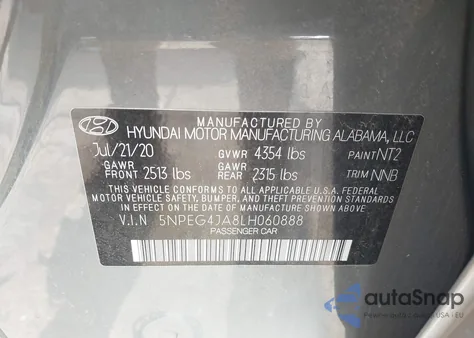 MANUFACTURED BY
HYUNDAI MOTOR MANUFACTURING ALABAMA, LLC
Jul/21/20 GVWR 4354 lbs PAINT NT2
GAWR FRONT 2513 lbs GAWR REAR 2315 lbs TRIM NNB
THIS VEHICLE CONFORMS TO ALL APPLICABLE U.S.A. FEDERAL
MOTOR VEHICLE SAFETY, BUMPER, AND THEFT PREVENTION
STANDARDS IN EFFECT ON THE DATE OF MANUFACTURE
SHOWN ABOVE.
V.I.N 5NPEG4JA8LH060888
PASSENGER CAR
autoSnap